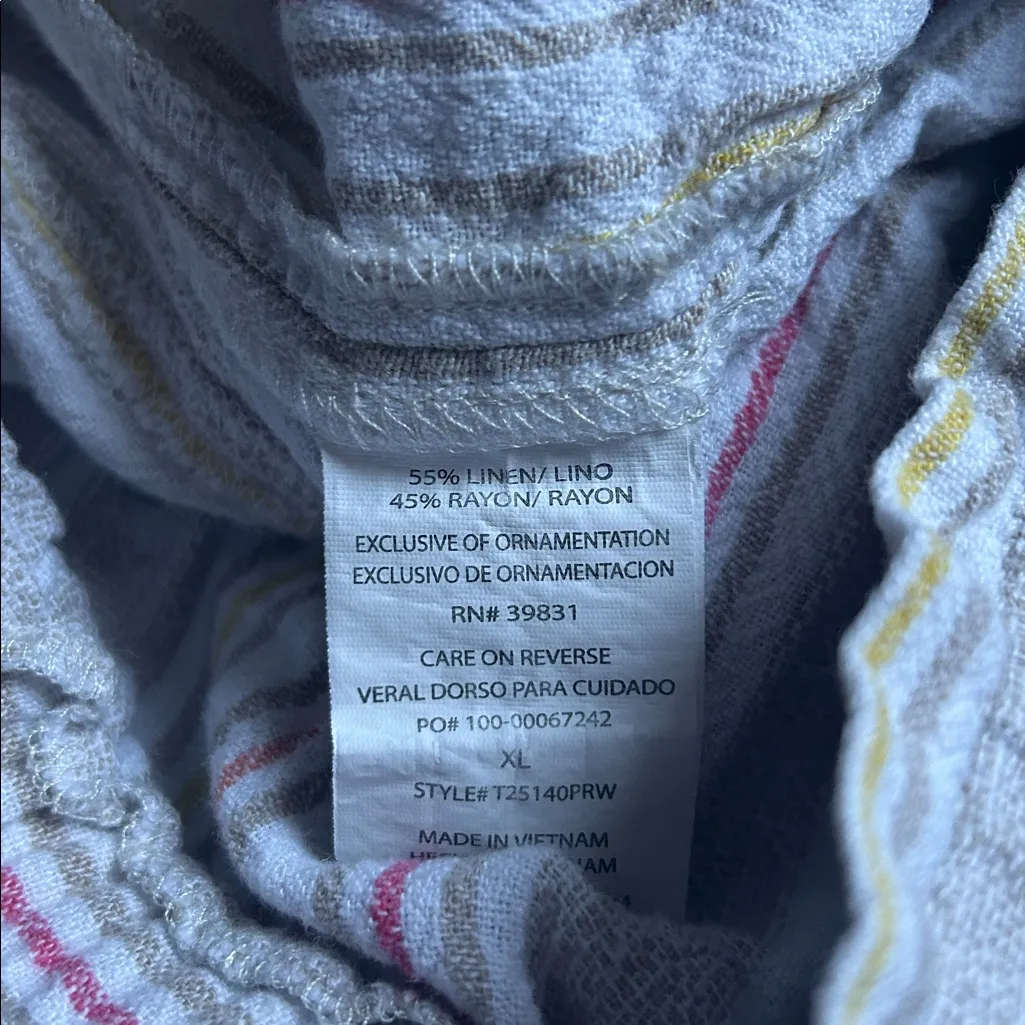 55% LINEN/ LINO
45% RAYON/ RAYON
EXCLUSIVE OF ORNAMENTATION
EXCLUSIVO DE ORNAMENTACION
RN# 39831
CARE ON REVERSE
VERAL DORSO PARA CUIDADO
PO# 100-00067242
XL
STYLE# T25140PRW
MADE IN VIETNAM